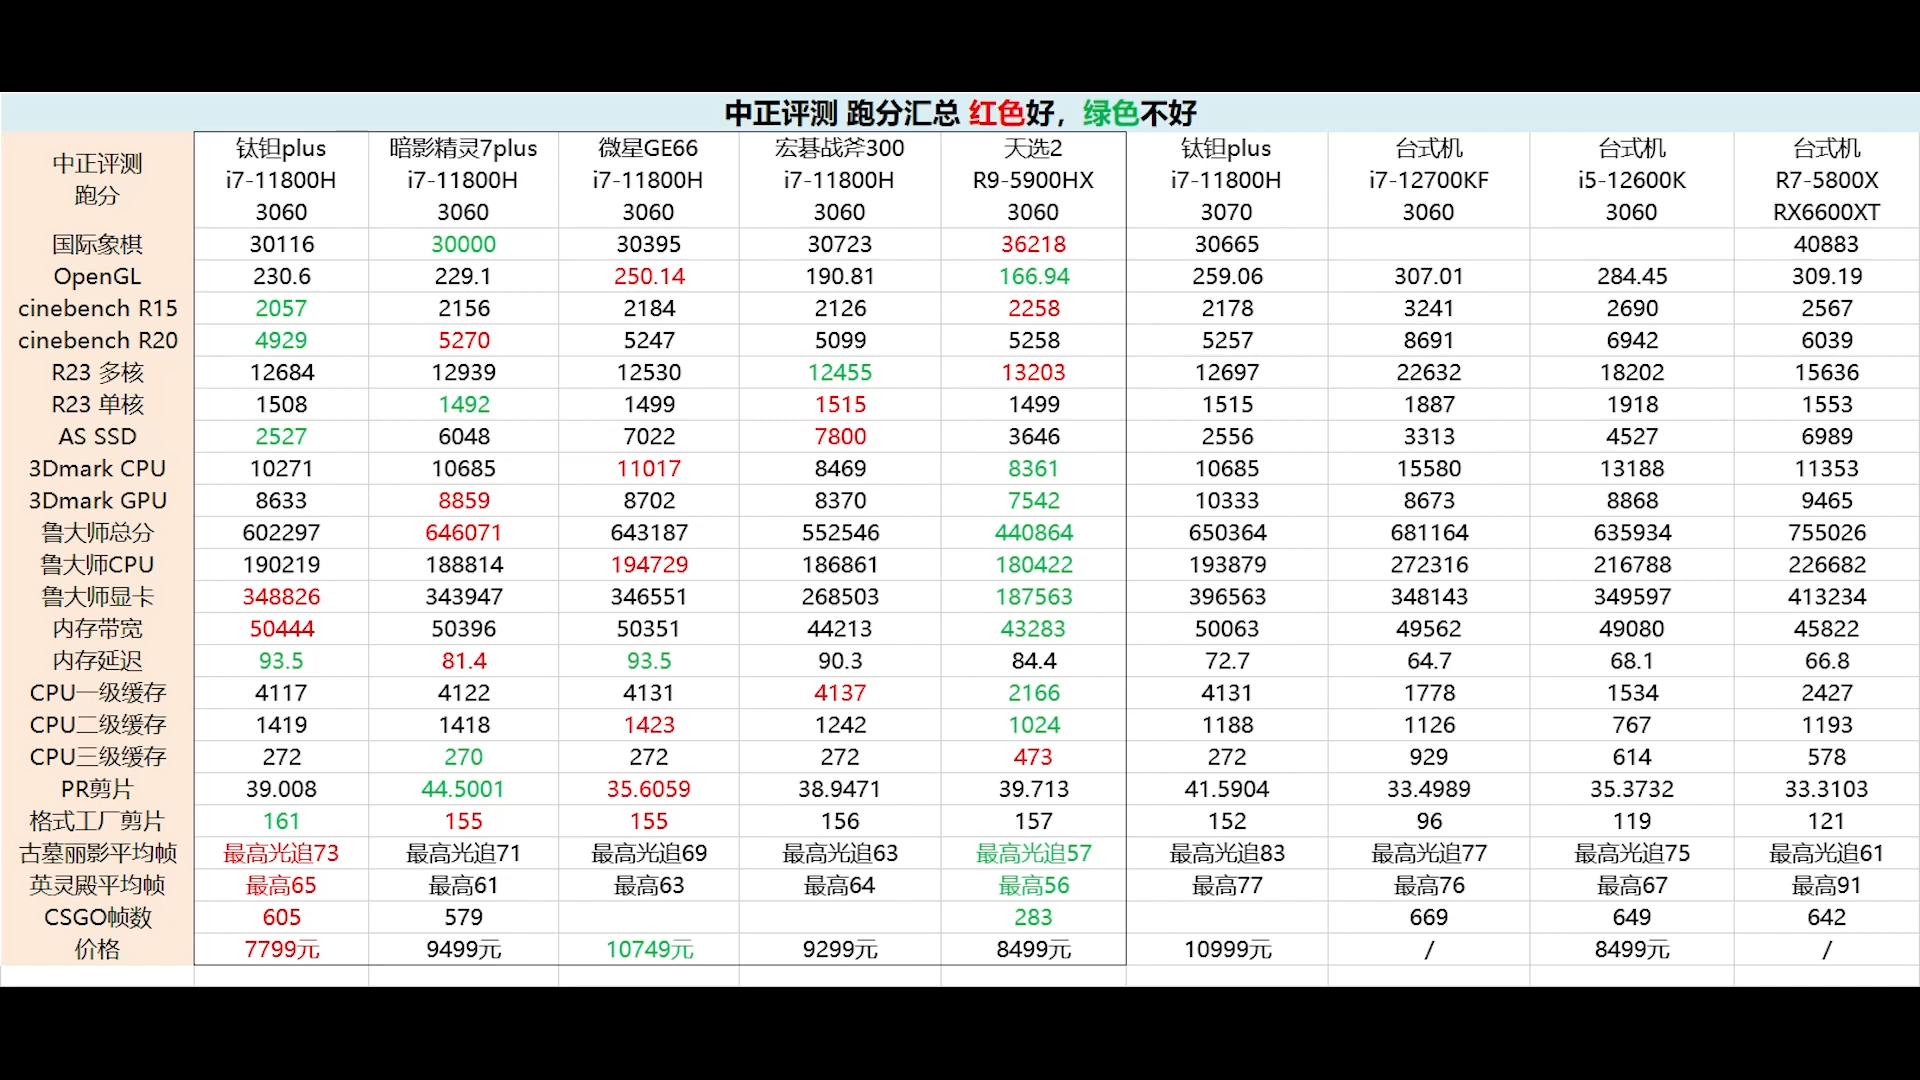 中正评测 跑分汇总 红色好，绿色不好
中正评测 跑分 钛钽plus i7-11800H 3060 暗影精灵7plus i7-11800H 3060 微星GE66 i7-11800H 3060 宏碁战斧300 i7-11800H 3060 天选2 R9-5900HX 3060 钛钽plus i7-11800H 3070 台式机 i7-12700KF 3060 台式机 i5-12600K 3060 台式机 R7-5800X RX6600XT
国际象棋 30116 30000 30395 30723 36218 30665 40883
OpenGL 230.6 229.1 250.14 190.81 166.94 259.06 307.01 284.45 309.19
cinebench R15 2057 2156 2184 2126 2258 2178 3241 2690 2567
cinebench R20 4929 5270 5247 5099 5258 5257 8691 6942 6039
R23 多核 12684 12939 12530 12455 13203 12697 22632 18202 15636
R23 单核 1508 1492 1499 1515 1499 1515 1887 1918 1553
AS SSD 2527 6048 7022 7800 3646 2556 3313 4527 6989
3Dmark CPU 10271 10685 11017 8469 8361 10685 15580 13188 11353
3Dmark GPU 8633 8859 8702 8370 7542 10333 8673 8868 9465
鲁大师总分 602297 646071 643187 552546 440864 650364 681164 635934 755026
鲁大师CPU 190219 188814 194729 186861 180422 193879 272316 216788 226682
鲁大师显卡 348826 343947 346551 268503 187563 396563 348143 349597 413234
内存带宽 50444 50396 50351 44213 43283 50063 49562 49080 45822
内存延迟 93.5 81.4 93.5 90.3 84.4 72.7 64.7 68.1 66.8
CPU一级缓存 4117 4122 4131 4137 2166 4131 1778 1534 2427
CPU二级缓存 1419 1418 1423 1242 1024 1188 1126 767 1193
CPU三级缓存 272 270 272 272 473 272 929 614 578
PR剪片 39.008 44.5001 35.6059 38.9471 39.713 41.5904 33.4989 35.3732 33.3103
格式工厂剪片 161 155 155 156 157 152 96 119 121
古墓丽影平均帧 最高光追73 最高光追71 最高光追69 最高光追63 最高光追57 最高光追83 最高光追77 最高光追75 最高光追61
英灵殿平均帧 最高65 最高61 最高63 最高64 最高56 最高77 最高76 最高67 最高91
CSGO帧数 605 579 283 669 649 642
价格 7799元 9499元 10749元 9299元 8499元 10999元 / 8499元 /